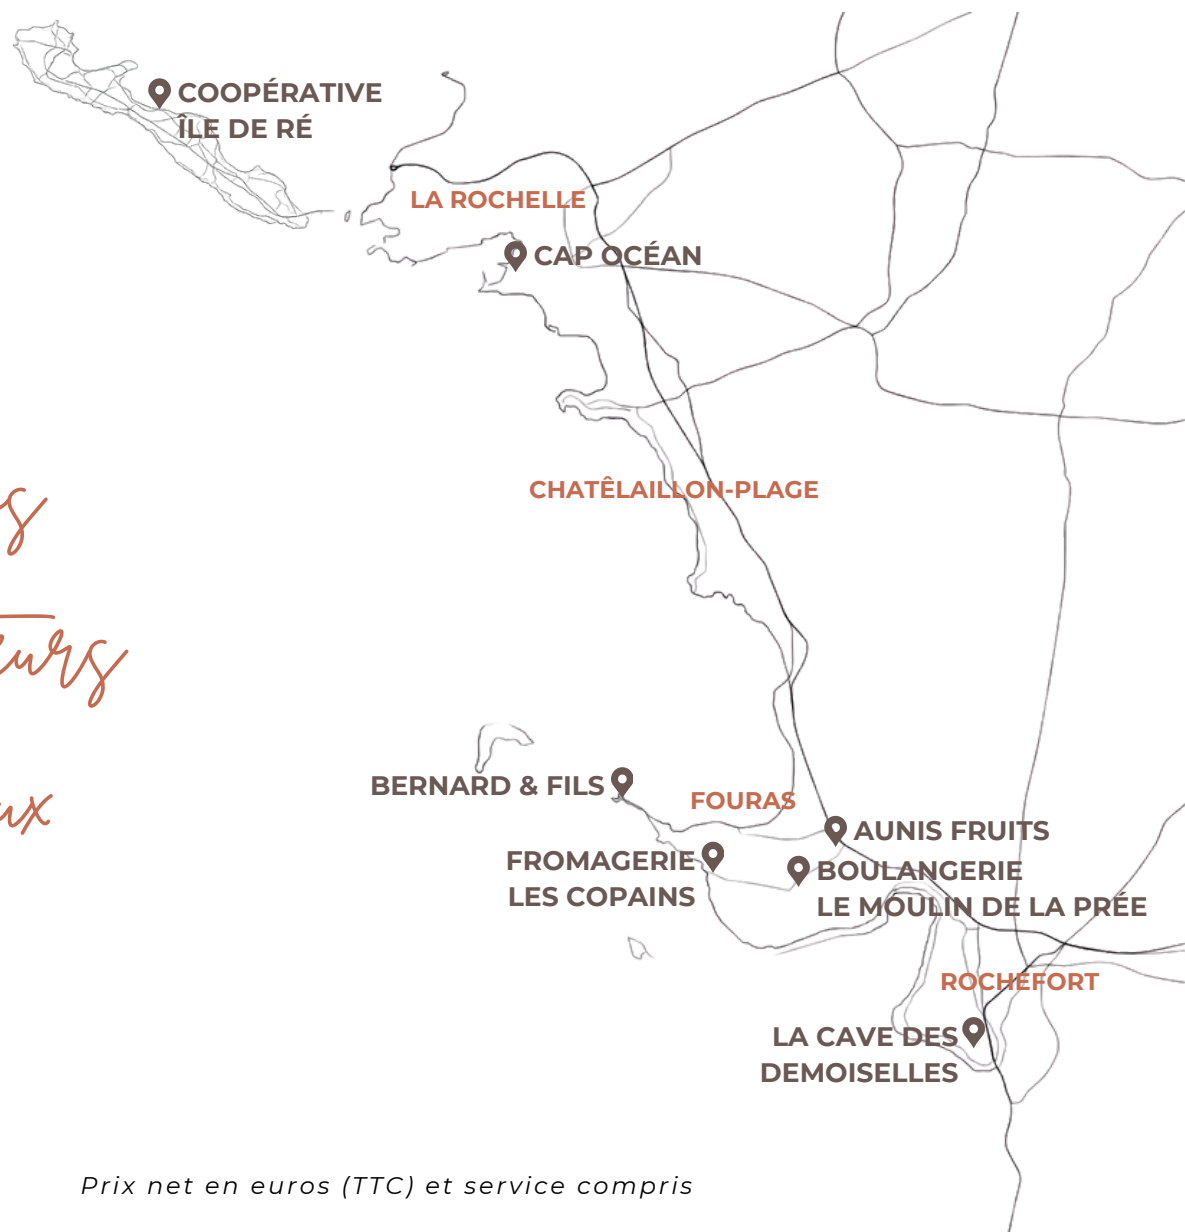 COOPÉRATIVE
ÎLE DE RÉ
LA ROCHELLE
CAP OCÉAN
CHATÊLAILLON-PLAGE
BERNARD & FILS
FOURAS
AUNIS FRUITS
FROMAGERIE
LES COPAINS
BOULANGERIE
LE MOULIN DE LA PRÉE
ROCHEFORT
LA CAVE DES
DEMOISELLES
Prix net en euros (TTC) et service compris